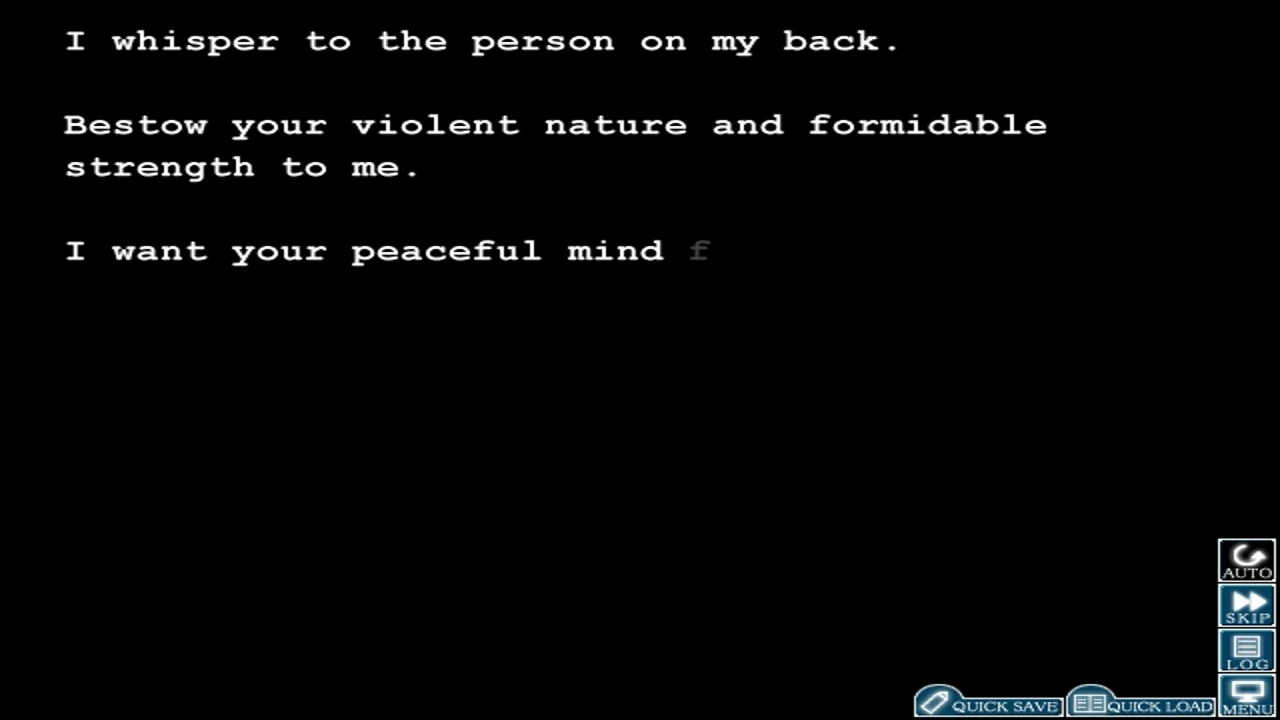 I whisper to the person on my back.
Bestow your violent nature and formidable
strength to me.
I want your peaceful mind f
AUTO
SKIP
LOG
QUICK SAVE QUICK LOAD MENU